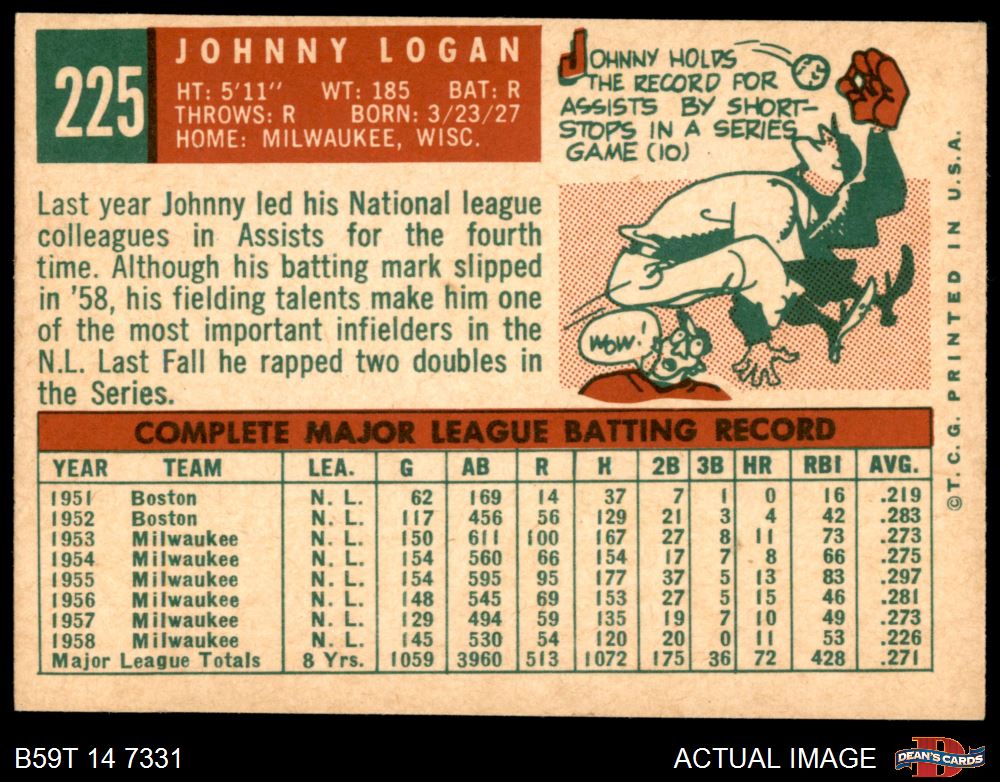 225
JOHNNY LOGAN
HT: 5'11" WT: 185 BAT: R
THROWS: R BORN: 3/23/27
HOME: MILWAUKEE, WISC.
JOHNNY HOLDS
THE RECORD FOR
ASSISTS BY SHORT-
STOPS IN A SERIES
GAME (10)
WOW!
Last year Johnny led his National league
colleagues in Assists for the fourth
time. Although his batting mark slipped
in '58, his fielding talents make him one
of the most important infielders in the
N.L. Last Fall he rapped two doubles in
the Series.
COMPLETE MAJOR LEAGUE BATTING RECORD
YEAR TEAM LEA. G AB R H 2B 3B HR RBI AVG.
1951 Boston N. L. 62 169 14 37 7 1 0 16 .219
1952 Boston N. L. 117 456 56 129 21 3 4 42 .283
1953 Milwaukee N. L. 150 611 100 167 27 8 11 73 .273
1954 Milwaukee N. L. 154 560 66 154 17 7 8 66 .275
1955 Milwaukee N. L. 154 595 95 177 37 5 13 83 .297
1956 Milwaukee N. L. 148 545 69 153 27 5 15 46 .281
1957 Milwaukee N. L. 129 494 59 135 19 7 10 49 .273
1958 Milwaukee N. L. 145 530 54 120 20 0 11 53 .226
Major League Totals 8 Yrs. 1059 3960 513 1072 175 36 72 428 .271
© T. C. G. PRINTED IN U.S.A.
B59T 14 7331
ACTUAL IMAGE
D
DEAN'S CARDS